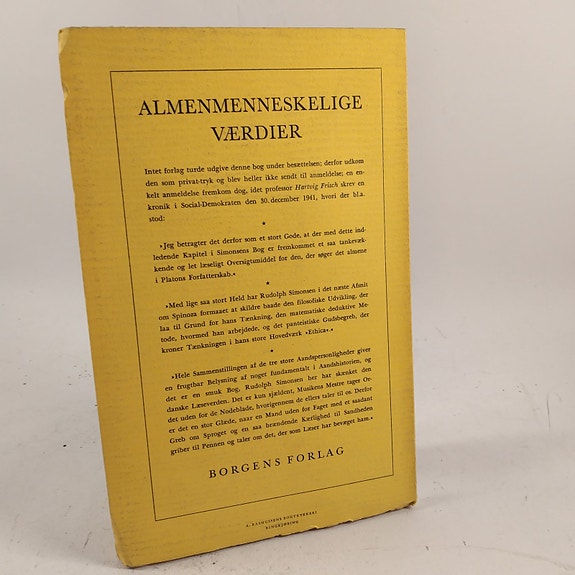 ALMENMENNESKELIGE
VÆRDIER
Intet forlag turde udgive denne bog under besættelsen; derfor udkom
den som privat-tryk og blev heller ikke sendt til anmeldelse; en en-
kelt anmeldelse fremkom dog, idet professor Hartvig Frisch skrev en
kronik i Social-Demokraten den 30. december 1941, hvori der bl.a.
stod:
*
»Jeg betragter det derfor som et stort Gode, at der med dette ind-
ledende Kapitel i Simonsens Bog er fremkommet et saa tankevæk-
kende og let læseligt Oversigtsmiddel for den, der søger det almene
i Platons Forfatterskab.«
*
»Med lige saa stort Held har Rudolph Simonsen i det næste Afsnit
om Spinoza formaaet at skildre baade den filosofiske Udvikling, der
laa til Grund for hans Tænkning, den matematiske deduktive Me-
tode, hvormed han arbejdede, og det panteistiske Gudsbegreb, der
kroner Tænkningen i hans store Hovedværk »Ethica«.«
*
»Hele Sammenstillingen af de tre store Aandspersonligheder giver
en frugtbar Belysning af noget fundamentalt i Aandshistorien, og
det er en smuk Bog, Rudolph Simonsen her har skænket den
danske Læseverden. Det er kun sjældent, Musikens Mestre tager Or-
det uden for de Nodeblade, hvorigennem de ellers taler til os. Derfor
er det en stor Glæde, naar en Mand uden for Faget med et saadant
Greb om Sproget og en saa brændende Kærlighed til Sandheden
griber til Pennen og taler om det, der som Læser har bevæget ham.«
BORGENS FORLAG
A. RASMUSSENS BOGTRYKKERI
RINGKJØBING